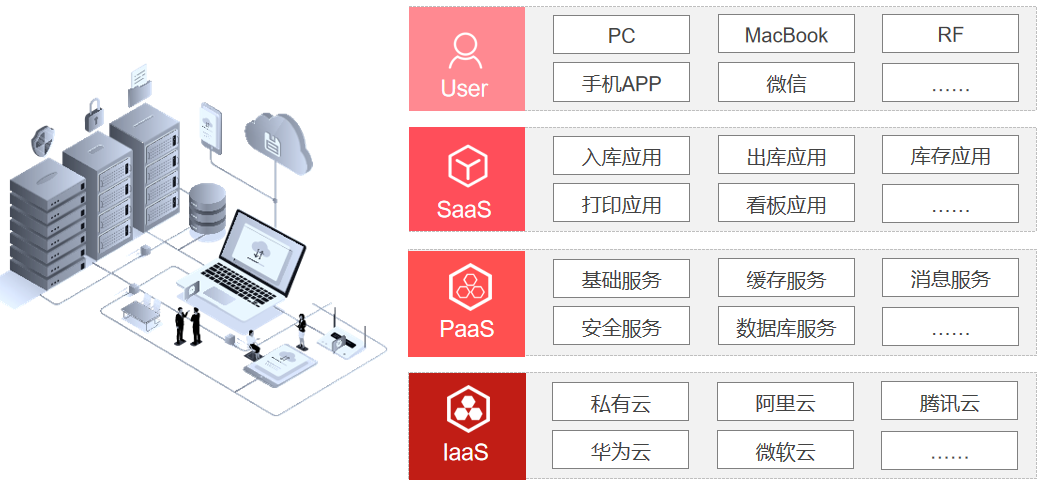 User
PC
MacBook
RF
手机APP
微信
……
SaaS
入库应用
出库应用
库存应用
打印应用
看板应用
……
PaaS
基础服务
缓存服务
消息服务
安全服务
数据库服务
……
IaaS
私有云
阿里云
腾讯云
华为云
微软云
……